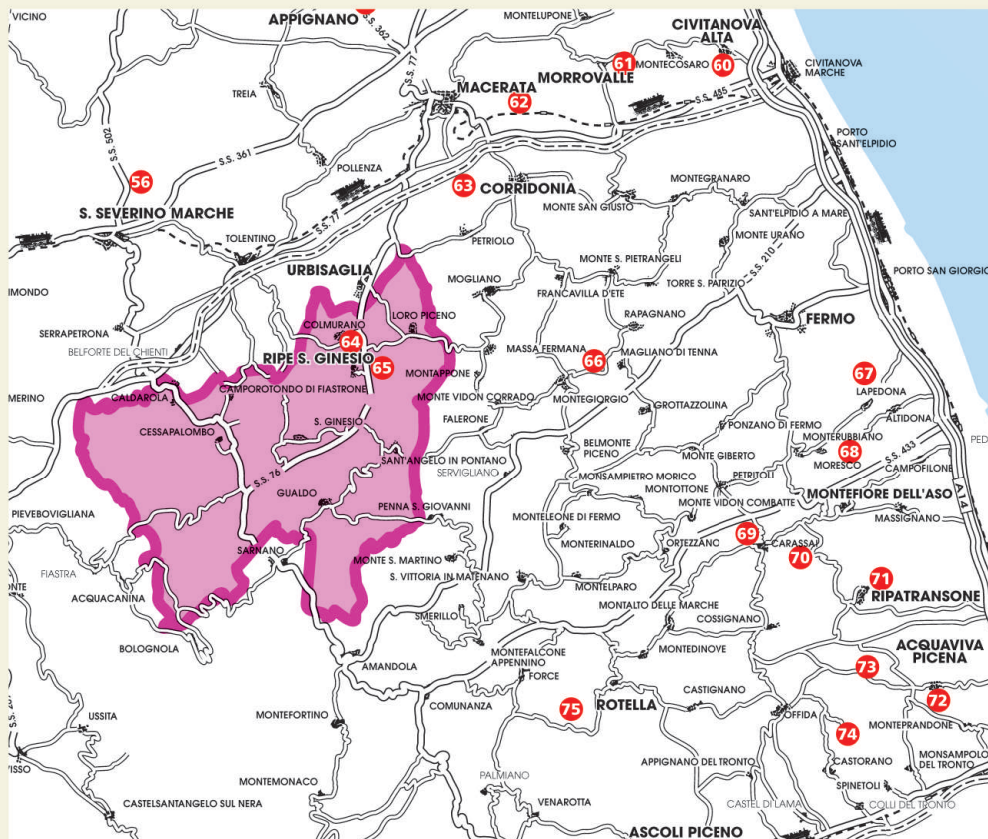 VICINO
APPIGNANO
S.S. 362
MONTELUPONE
CIVITANOVA
ALTA
S.S. 77
61
MONTECOSARO
60
MORROVALLE
CIVITANOVA
MARCHE
TREIA
MACERATA
62
S.S. 485
S.S. 502
S.S. 361
POLLENZA
PORTO
SANT'ELPIDIO
56
63
CORRIDONIA
MONTEGRANARO
S. SEVERINO MARCHE
S.S. 77
MONTE SAN GIUSTO
SANT'ELPIDIO A MARE
TOLENTINO
PETRIOLO
MONTE URANO
URBISAGLIA
MOGLIANO
MONTE S. PIETRANGELI
S.S. 210
PORTO SAN GIORGIO
IMONDO
FRANCAVILLA D'ETE
TORRE S. PATRIZIO
SERRAPETRONA
COLMURANO
LORO PICENO
RAPAGNANO
FERMO
BELFORTE DEL CHIENTI
64
RIPE S. GINESIO
65
MASSA FERMANA
66
MAGLIANO DI TENNA
MONTAPPONE
67
MERINO
CALDAROLA
CAMPOROTONDO DI FIASTRONE
MONTE VIDON CORRADO
MONTEGIORGIO
GROTTAZZOLINA
LAPEDONA
CESSAPALOMBO
S. GINESIO
FALERONE
P. PONZANO DI FERMO
ALTIDONA
MONTERUBBIANO
68
S.S. 433
PED
SANT'ANGELO IN PONTANO
BELMONTE
PICENO
MONTE GIBERTO
MORESCO
CAMPOFILONE
SERVIGLIANO
S.S. 76
MONSAMPIETRO MORICO
PETRITOLI
A14
GUALDO
MONTOTTONE
MONTEFIORE DELL'ASO
PENNA S. GIOVANNI
MONTE VIDON COMBATTE
MASSIGNANO
PIEVEBOVIGLIANA
MONTELEONE DI FERMO
69
CARASSAI
SARNANO
MONTERINALDO
ORTEZZANC
70
MONTE S. MARTINO
FIASTRA
S. VITTORIA IN MATENANO
MONTELPARO
71
RIPATRANSONE
ONTE
ACQUACANINA
SMERILLO
MONTALTO DELLE MARCHE
COSSIGNANO
BOLOGNOLA
MONTEFALCONE
APPENNINO
MONTEDINOVE
ACQUAVIVA
PICENA
AMANDOLA
FORCE
73
COMUNANZA
75
ROTELLA
CASTIGNANO
72
USSITA
MONTEFORTINO
OFFIDA
MONTEPRANDONE
74
VISSO
MONTEMONACO
PALMIANO
APPIGNANO DEL TRONTO
CASTORANO
MONSAMPOLO
DEL TRONTO
SPINETOLI
CASTELSANTANGELO SUL NERA
VENAROTTA
CASTEL DI LAMA
COLLI DEL TRONTO
ASCOLI PICENO